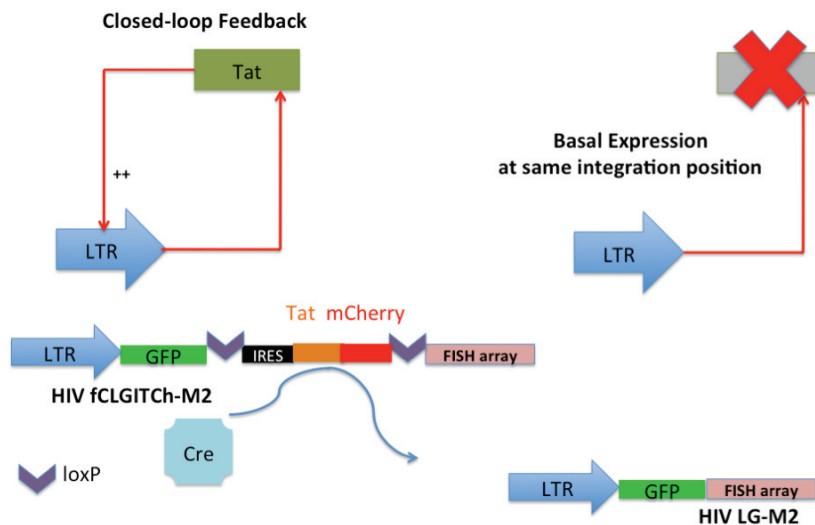 Closed-loop Feedback
Tat
++
LTR
Basal Expression
at same integration position
LTR
Tat mCherry
LTR
GFP
IRES
FISH array
HIV fCLGITCh-M2
Cre
loxP
LTR
GFP
FISH array
HIV LG-M2